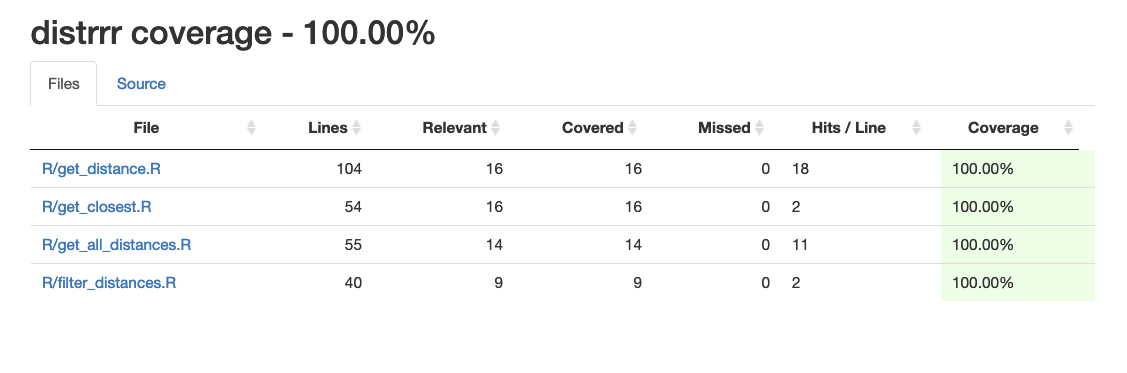 distrrr coverage - 100.00%
Files Source
File Lines Relevant Covered Missed Hits / Line Coverage
R/get_distance.R 104 16 16 0 18 100.00%
R/get_closest.R 54 16 16 0 2 100.00%
R/get_all_distances.R 55 14 14 0 11 100.00%
R/filter_distances.R 40 9 9 0 2 100.00%